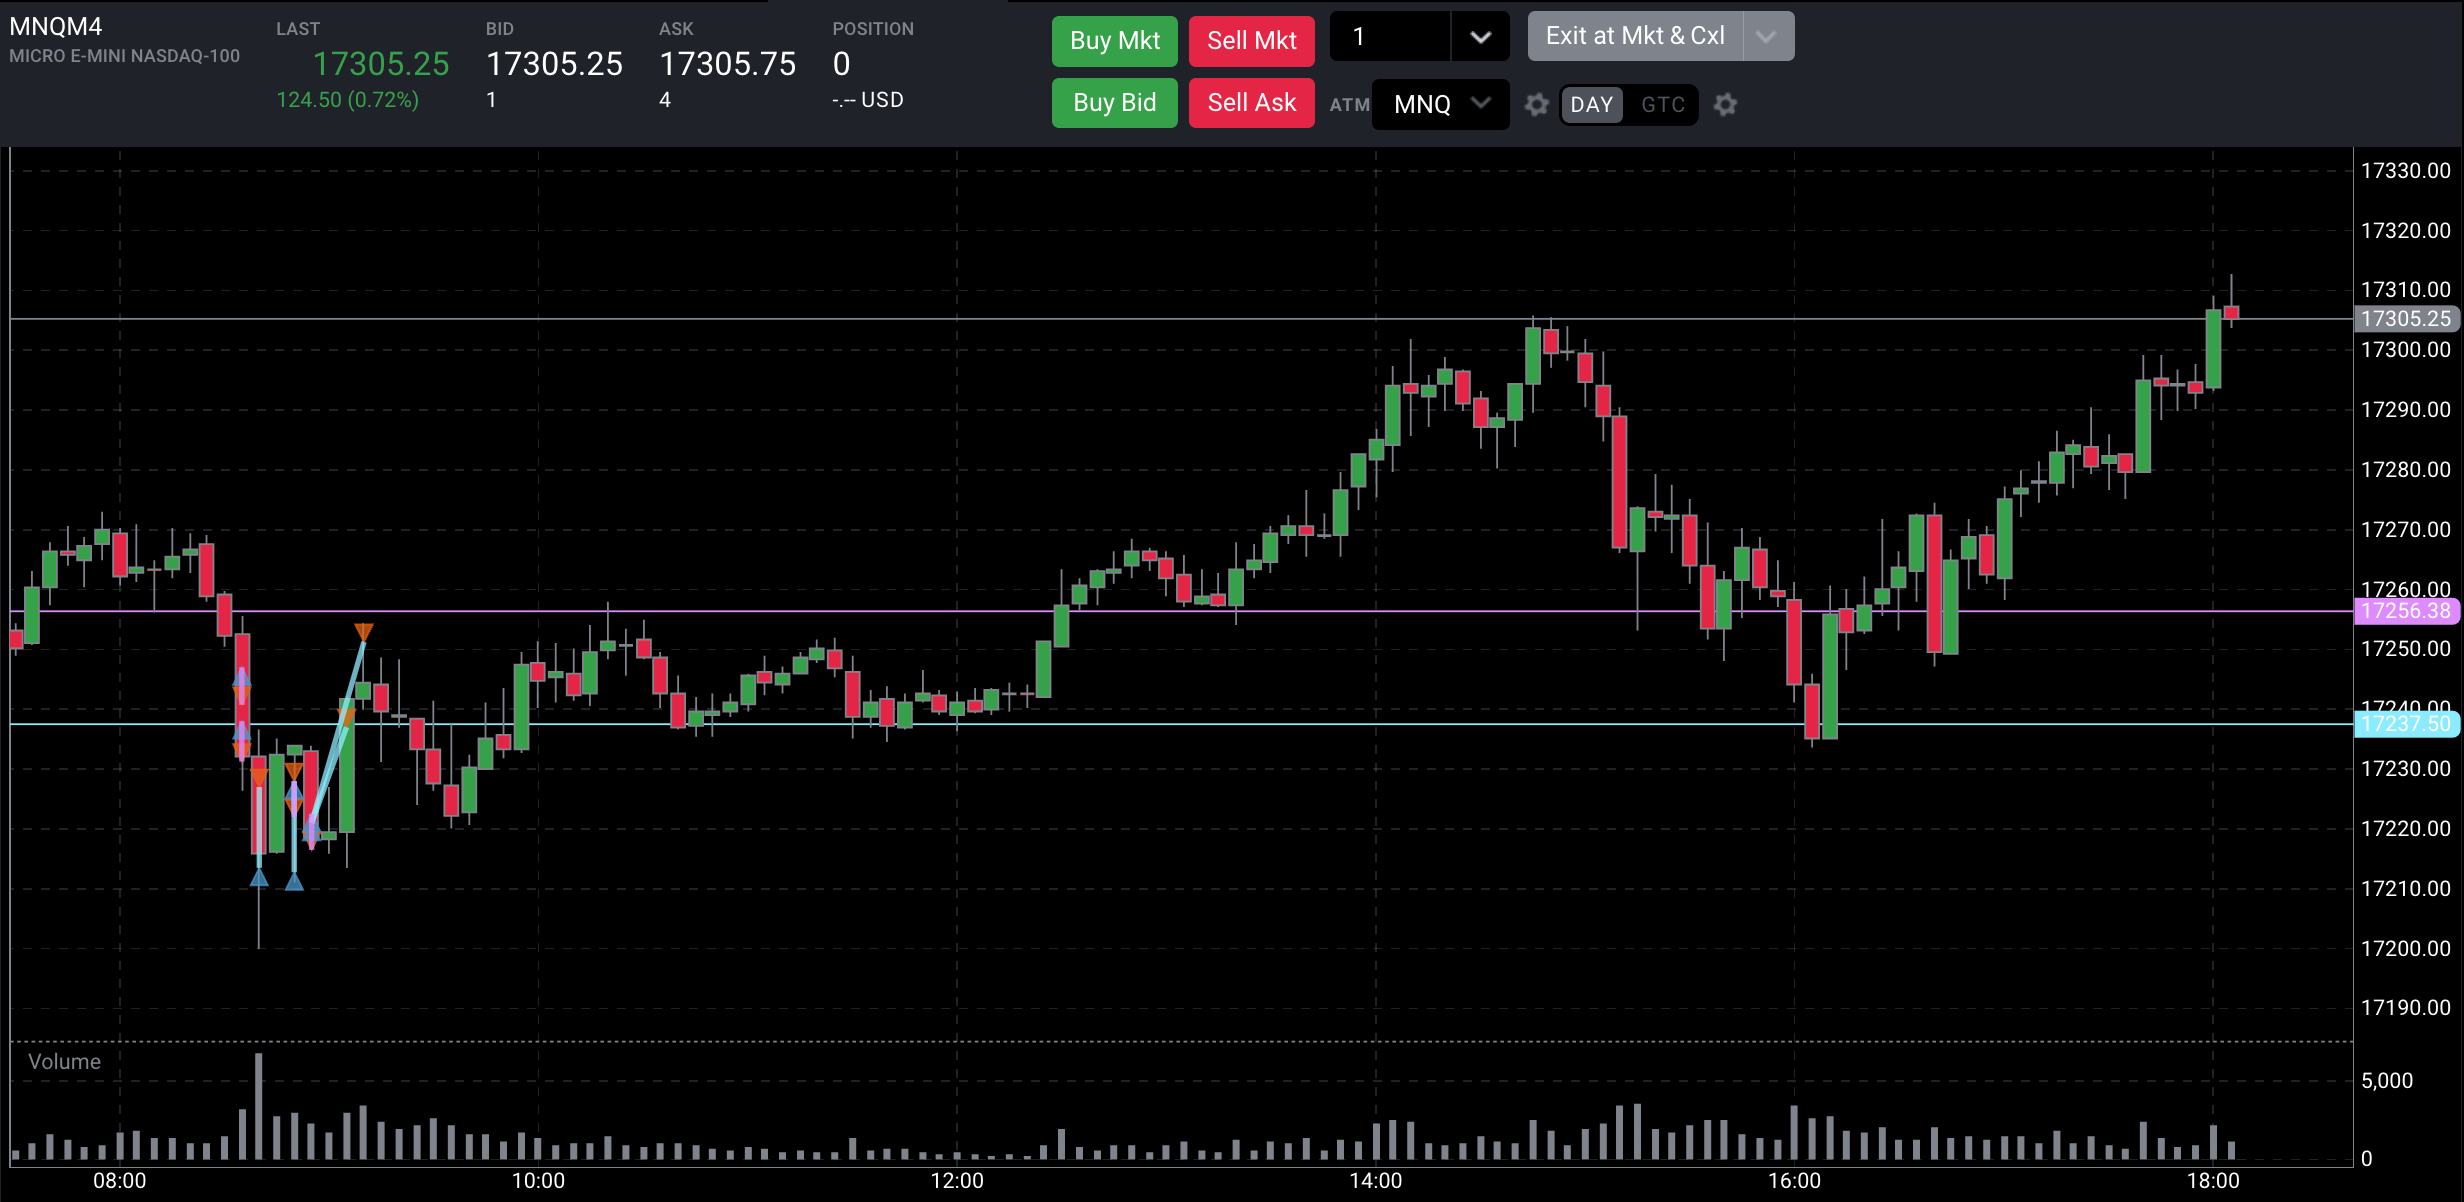 MNQM4
MICRO E-MINI NASDAQ-100
LAST
17305.25
124.50 (0.72%)
BID
17305.25
1
ASK
17305.75
4
POSITION
0
-.-- USD
Buy Mkt
Sell Mkt
1
Exit at Mkt & Cxl
Buy Bid
Sell Ask
ATM
MNQ
DAY
GTC
17330.00
17320.00
17310.00
17305.25
17300.00
17290.00
17280.00
17270.00
17260.00
17256.38
17250.00
17240.00
17237.50
17230.00
17220.00
17210.00
17200.00
17190.00
Volume
5,000
0
08:00
10:00
12:00
14:00
16:00
18:00